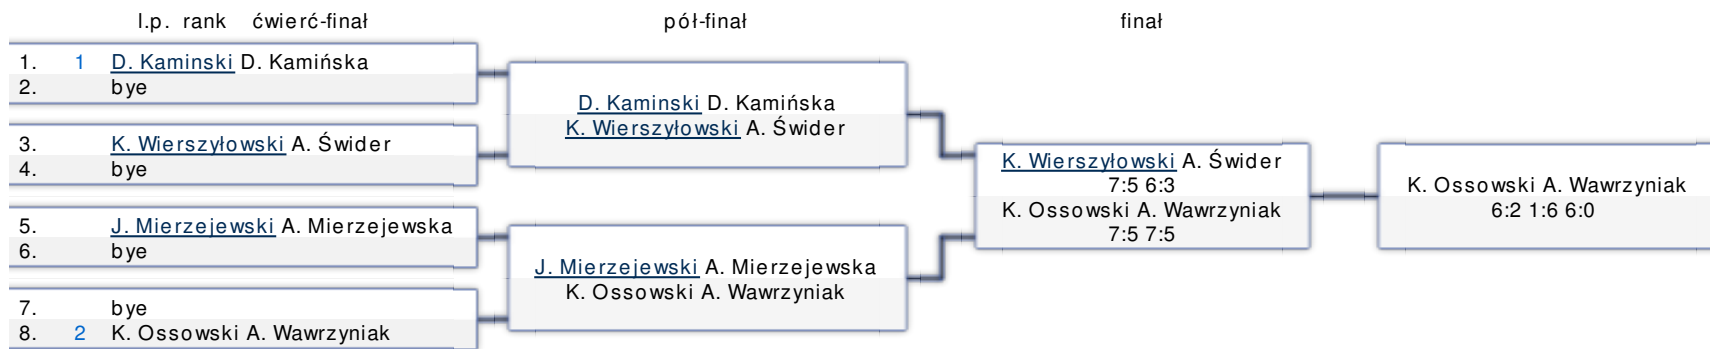 l.p. rank ćwierć-finał pół-finał finał
1. 1 D. Kaminski D. Kamińska
2. bye
3. K. Wierszyłowski A. Świder
4. bye
5. J. Mierzejewski A. Mierzejewska
6. bye
7. bye
8. 2 K. Ossowski A. Wawrzyniak
D. Kaminski D. Kamińska
K. Wierszyłowski A. Świder
J. Mierzejewski A. Mierzejewska
K. Ossowski A. Wawrzyniak
K. Wierszyłowski A. Świder
7:5 6:3
K. Ossowski A. Wawrzyniak
7:5 7:5
K. Ossowski A. Wawrzyniak
6:2 1:6 6:0